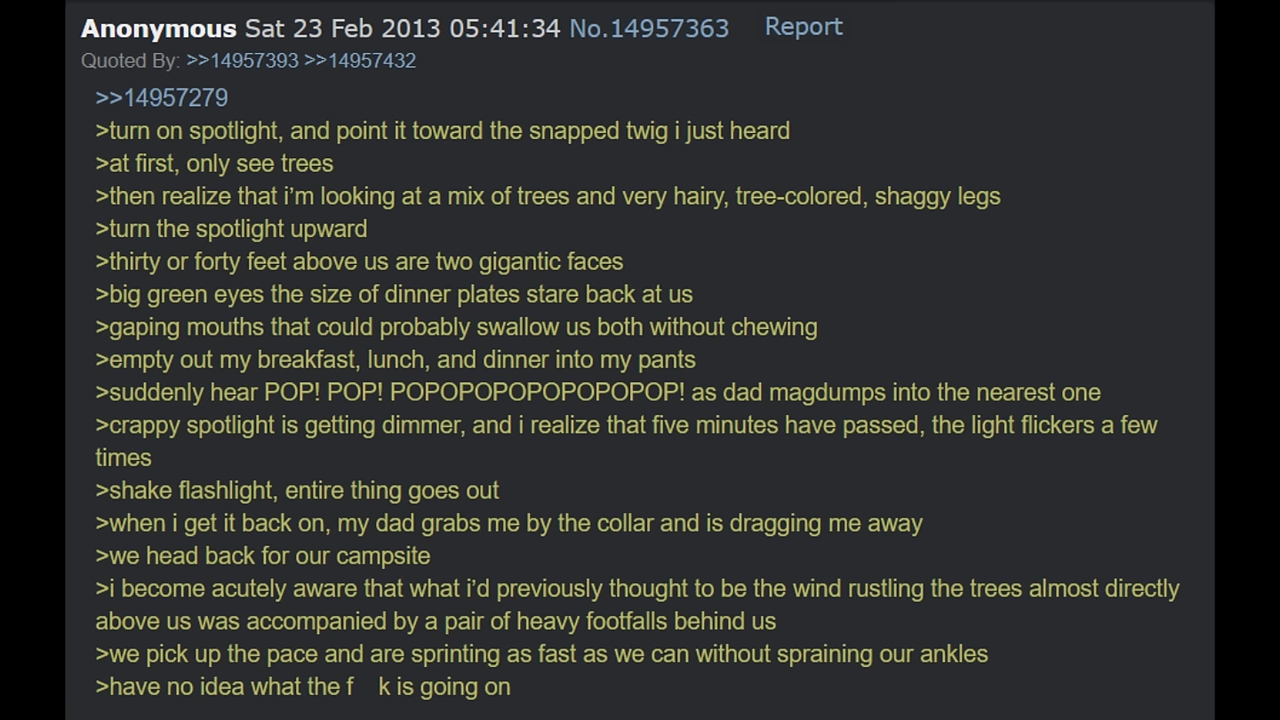 Anonymous Sat 23 Feb 2013 05:41:34 No.14957363 Report
Quoted By: >>14957393 >>14957432
>>14957279
>turn on spotlight, and point it toward the snapped twig i just heard
>at first, only see trees
>then realize that i’m looking at a mix of trees and very hairy, tree-colored, shaggy legs
>turn the spotlight upward
>thirty or forty feet above us are two gigantic faces
>big green eyes the size of dinner plates stare back at us
>gaping mouths that could probably swallow us both without chewing
>empty out my breakfast, lunch, and dinner into my pants
>suddenly hear POP! POP! POPOPOPOPOPOPOPOP! as dad magdumps into the nearest one
>crappy spotlight is getting dimmer, and i realize that five minutes have passed, the light flickers a few
times
>shake flashlight, entire thing goes out
>when i get it back on, my dad grabs me by the collar and is dragging me away
>we head back for our campsite
>i become acutely aware that what i’d previously thought to be the wind rustling the trees almost directly
above us was accompanied by a pair of heavy footfalls behind us
>we pick up the pace and are sprinting as fast as we can without spraining our ankles
>have no idea what the f    k is going on